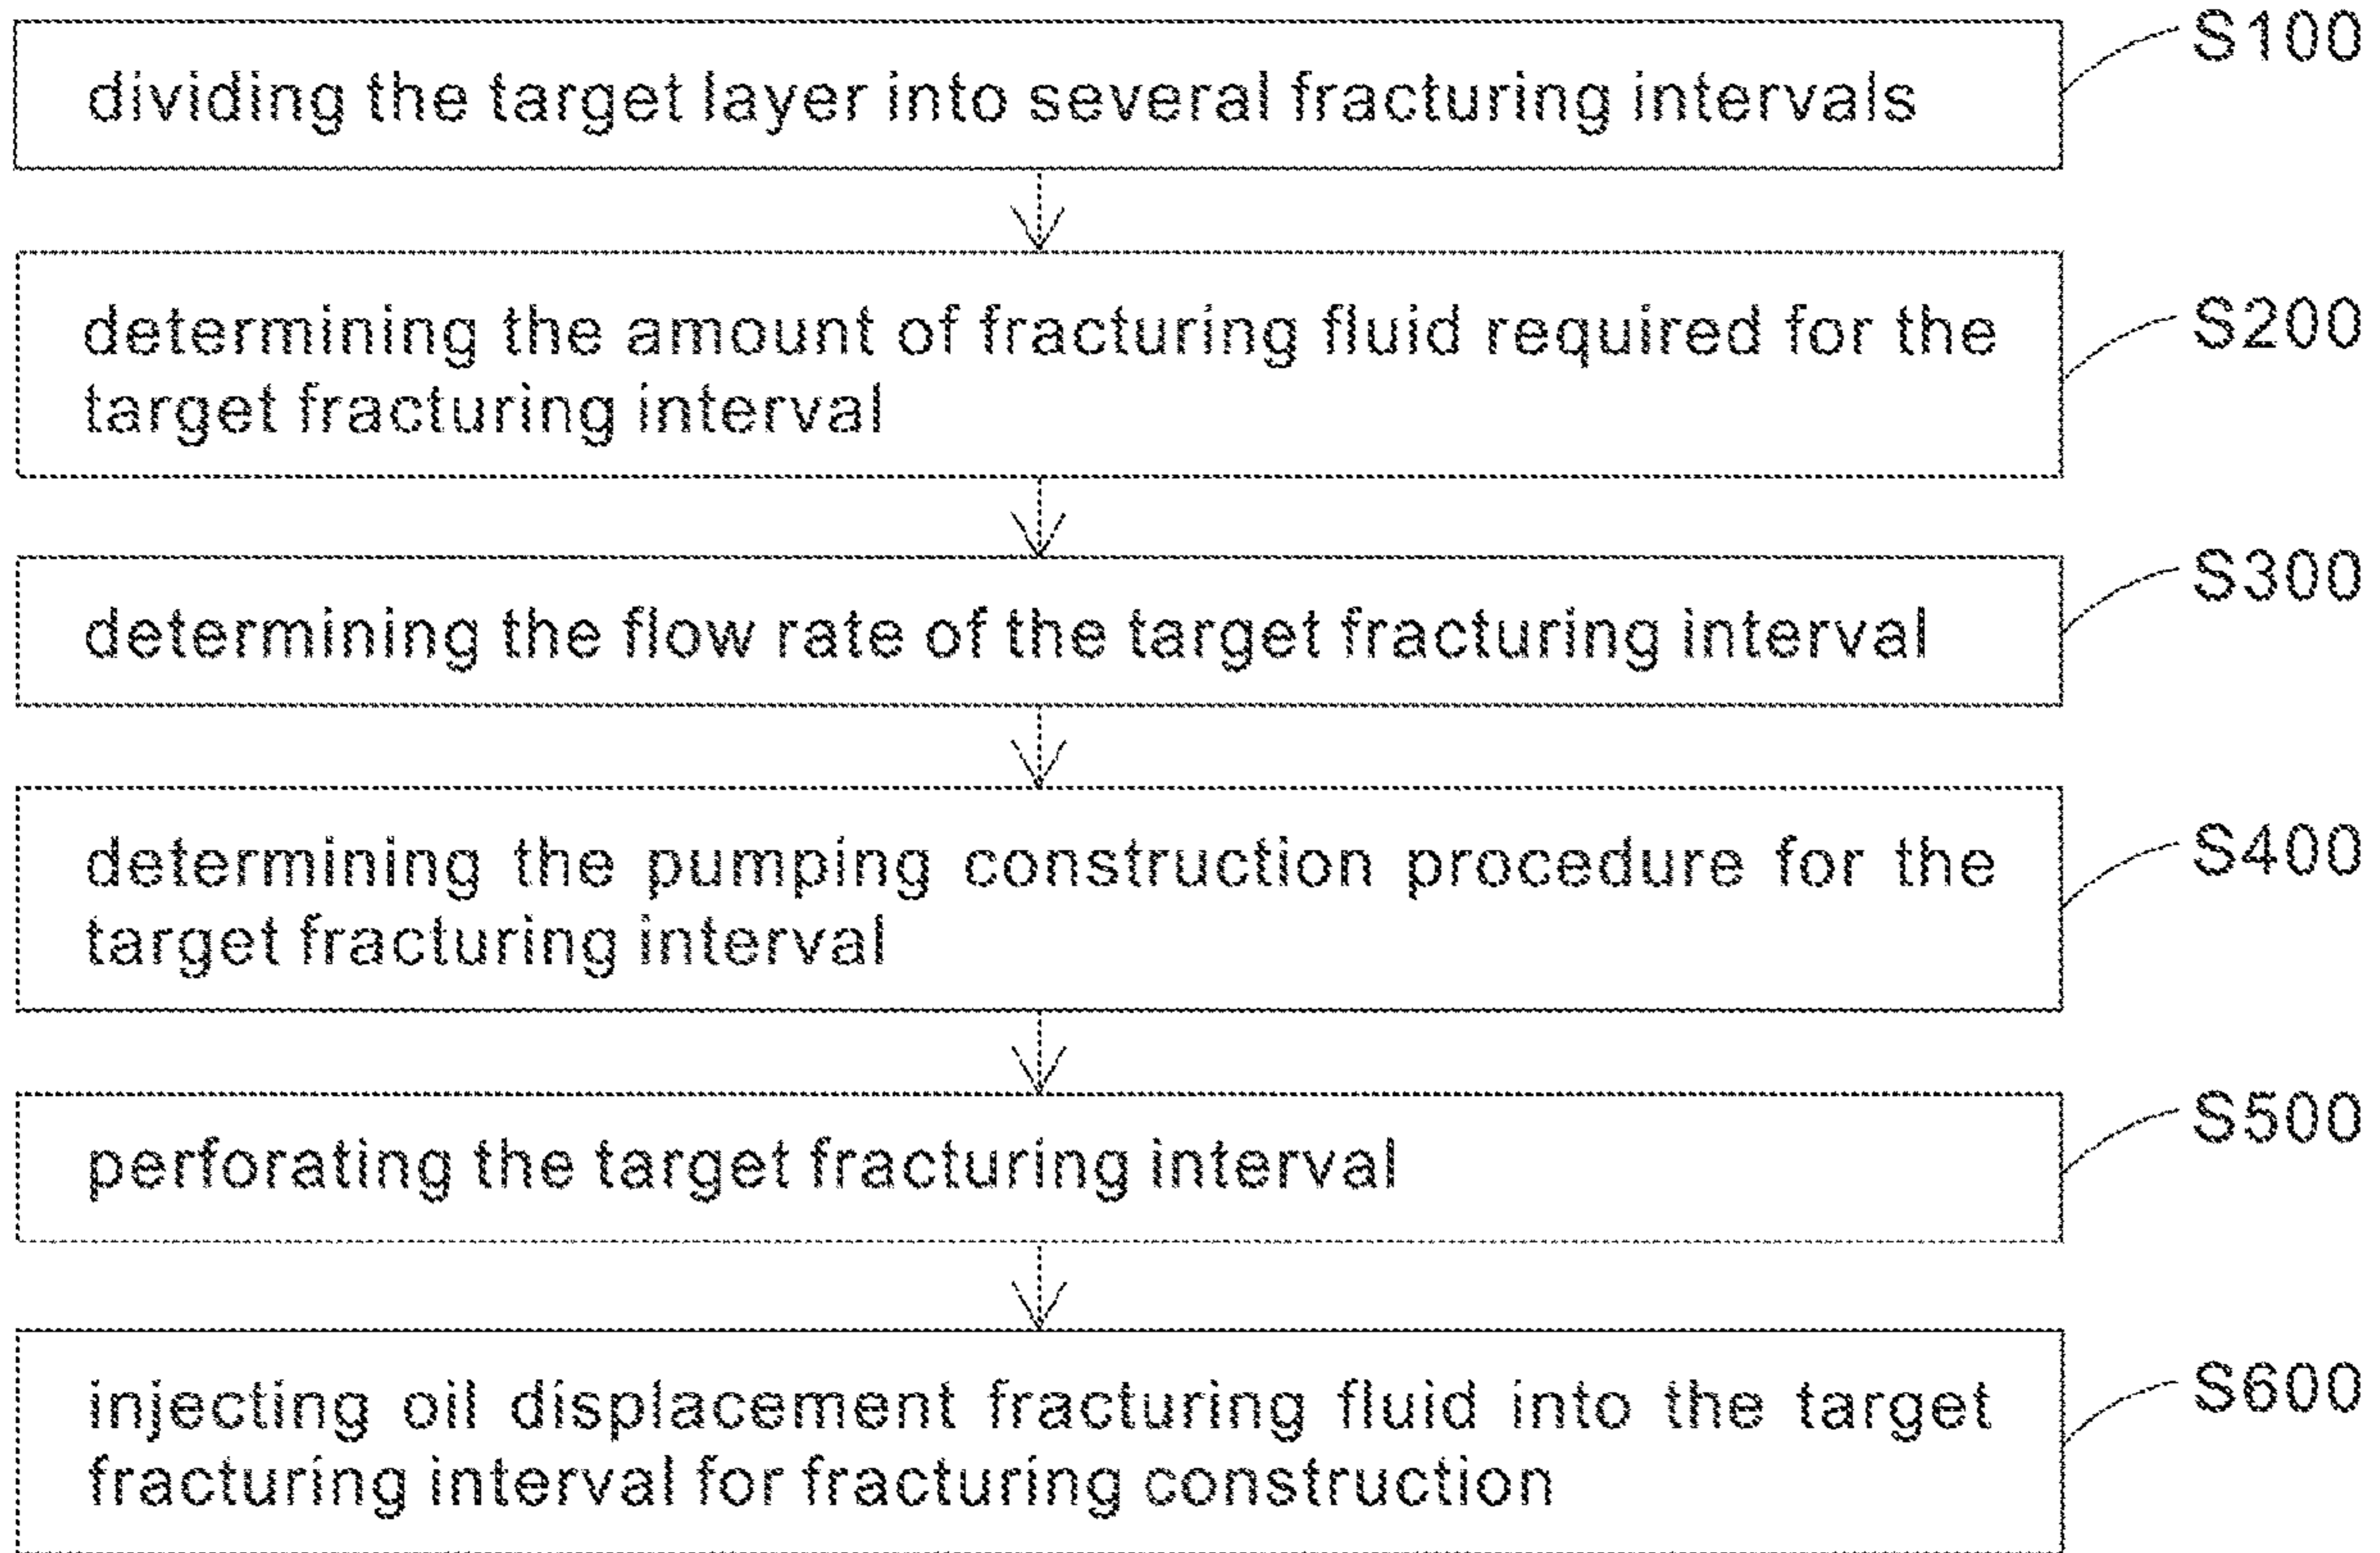 S100
dividing the target layer into several fracturing intervals
S200
determining the amount of fracturing fluid required for the
target fracturing interval
S300
determining the flow rate of the target fracturing interval
S400
determining the pumping construction procedure for the
target fracturing interval
S500
perforating the target fracturing interval
S600
injecting oil displacement fracturing fluid into the target
fracturing interval for fracturing construction